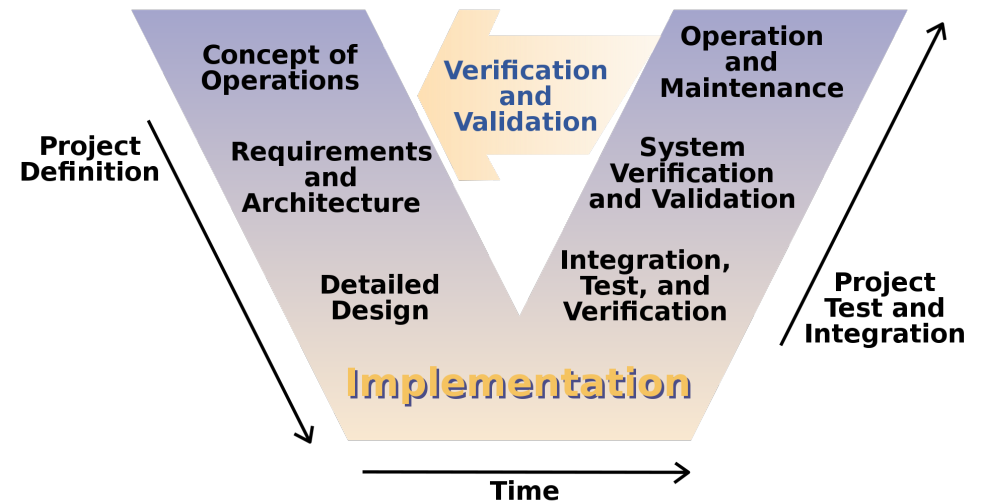 Concept of
Operations
Verification
and
Validation
Operation
and
Maintenance
Project
Definition
Requirements
and
Architecture
System
Verification
and Validation
Detailed
Design
Integration,
Test, and
Verification
Project
Test and
Integration
Implementation
Time